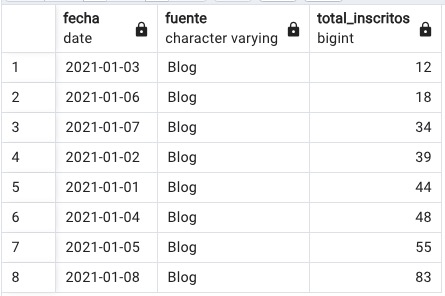 fecha fuente total_inscritos
date character varying bigint
1 2021-01-03 Blog 12
2 2021-01-06 Blog 18
3 2021-01-07 Blog 34
4 2021-01-02 Blog 39
5 2021-01-01 Blog 44
6 2021-01-04 Blog 48
7 2021-01-05 Blog 55
8 2021-01-08 Blog 83